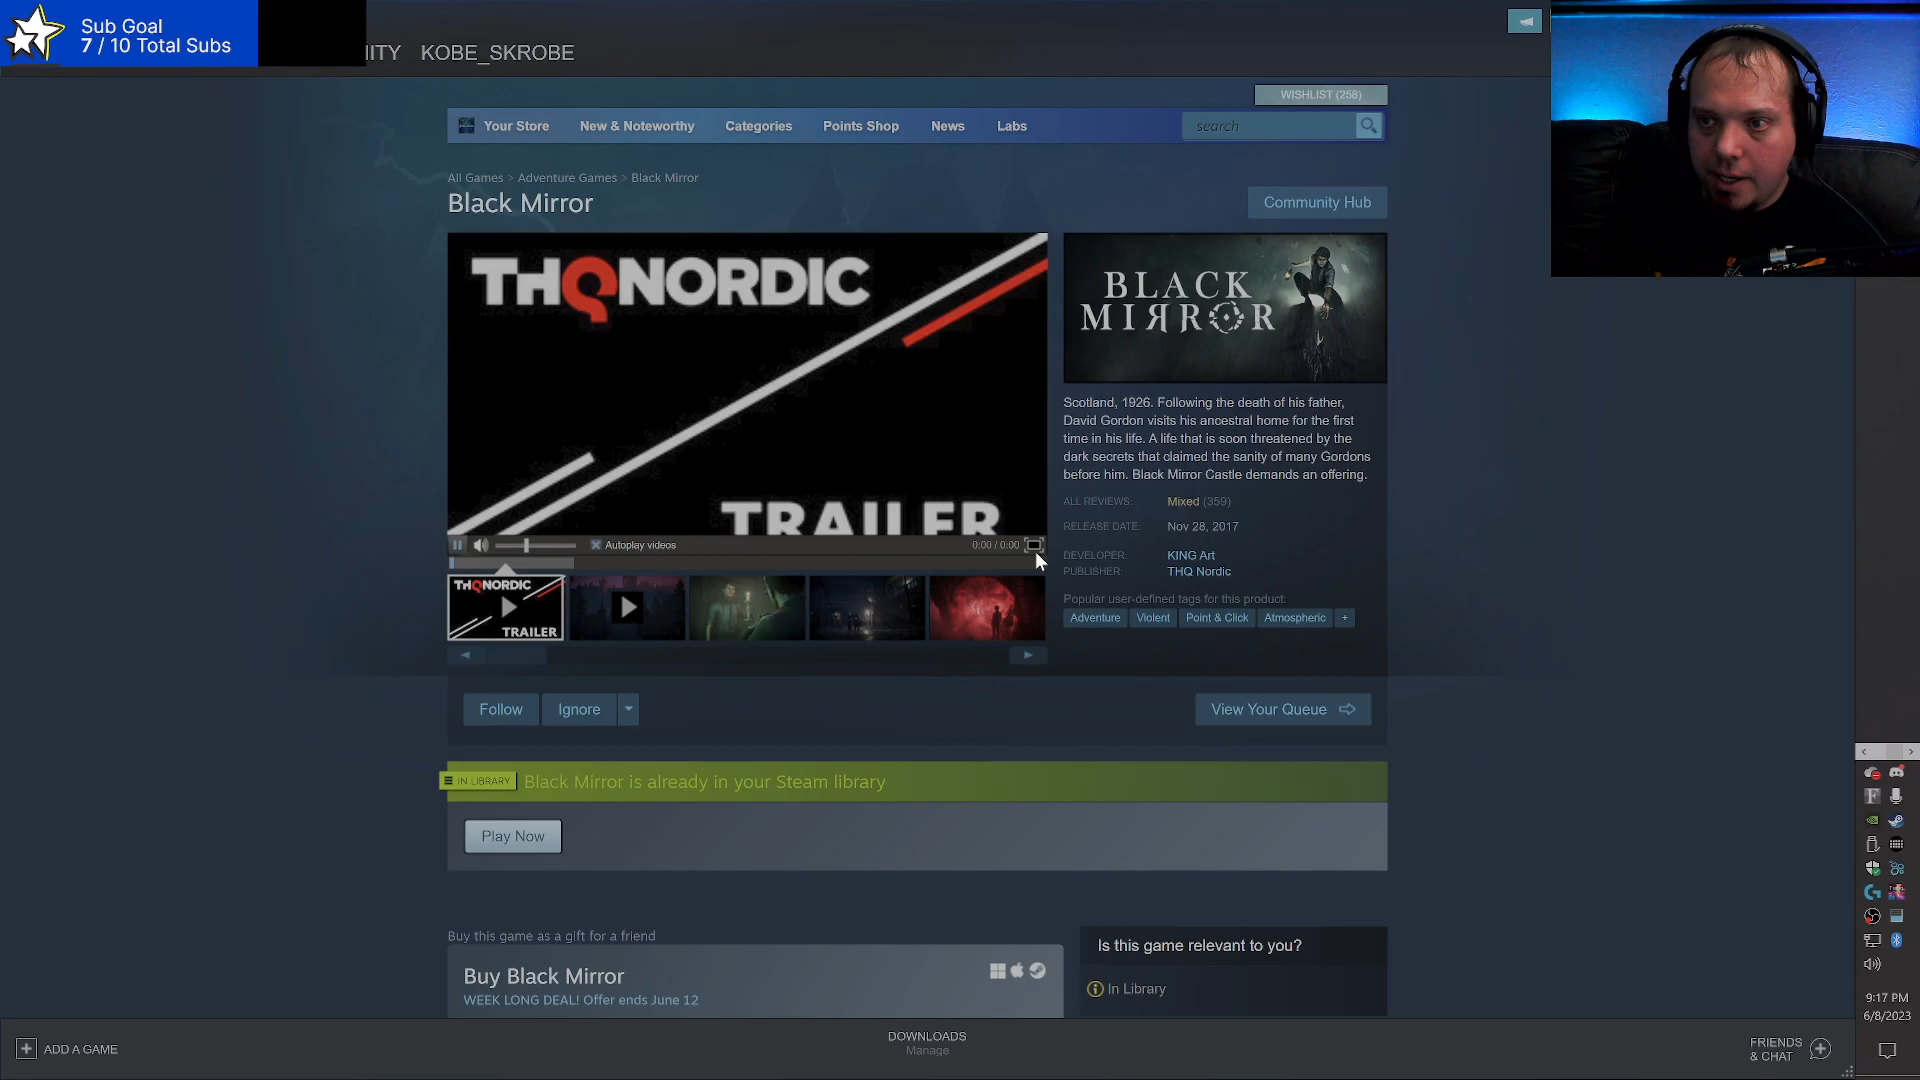 Sub Goal
7 / 10 Total Subs
ITY KOBE_SKROBE
WISHLIST (258)
Your Store New & Noteworthy Categories Points Shop News Labs search
All Games > Adventure Games > Black Mirror
Black Mirror
Community Hub
THQNORDIC
TRAILER
BLACK
MIRROR
Scotland, 1926. Following the death of his father,
David Gordon visits his ancestral home for the first
time in his life. A life that is soon threatened by the
dark secrets that claimed the sanity of many Gordons
before him. Black Mirror Castle demands an offering.
ALL REVIEWS: Mixed (359)
RELEASE DATE: Nov 28, 2017
DEVELOPER: KING Art
PUBLISHER: THQ Nordic
Popular user-defined tags for this product:
Adventure Violent Point & Click Atmospheric +
Autoplay videos 0:00 / 0:00
THQNORDIC
TRAILER
Follow Ignore View Your Queue
IN LIBRARY Black Mirror is already in your Steam library
Play Now
Buy this game as a gift for a friend
Buy Black Mirror
WEEK LONG DEAL! Offer ends June 12
Is this game relevant to you?
In Library
ADD A GAME
DOWNLOADS
Manage
FRIENDS
& CHAT
9:17 PM
6/8/2023